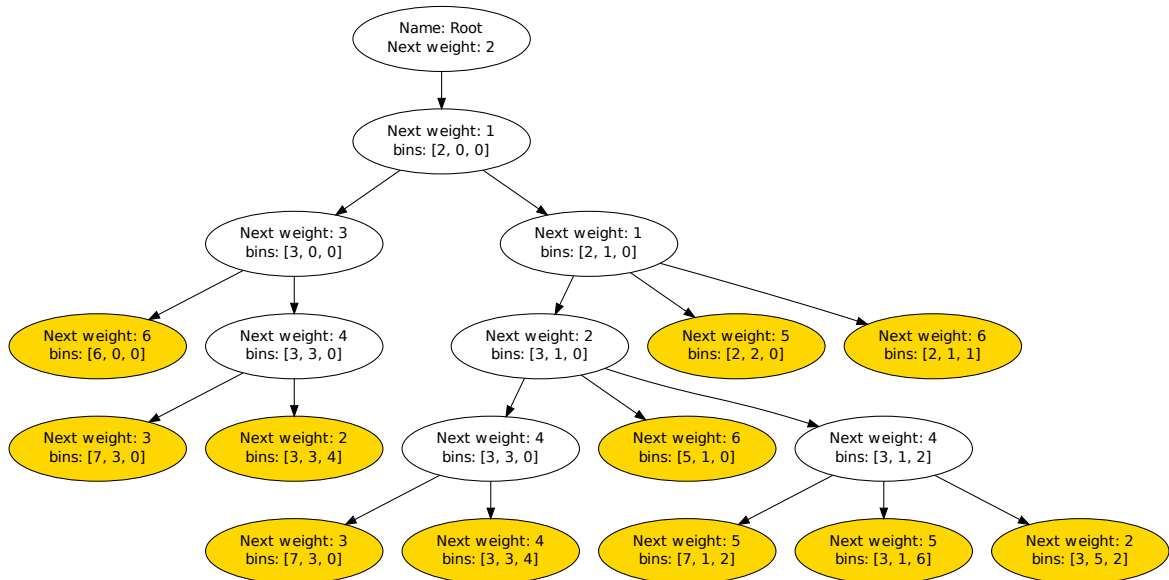 Name: Root
Next weight: 2
Next weight: 1
bins: [2, 0, 0]
Next weight: 3
bins: [3, 0, 0]
Next weight: 1
bins: [2, 1, 0]
Next weight: 6
bins: [6, 0, 0]
Next weight: 4
bins: [3, 3, 0]
Next weight: 2
bins: [3, 1, 0]
Next weight: 5
bins: [2, 2, 0]
Next weight: 6
bins: [2, 1, 1]
Next weight: 3
bins: [7, 3, 0]
Next weight: 2
bins: [3, 3, 4]
Next weight: 4
bins: [3, 3, 0]
Next weight: 6
bins: [5, 1, 0]
Next weight: 4
bins: [3, 1, 2]
Next weight: 3
bins: [7, 3, 0]
Next weight: 4
bins: [3, 3, 4]
Next weight: 5
bins: [7, 1, 2]
Next weight: 5
bins: [3, 1, 6]
Next weight: 2
bins: [3, 5, 2]